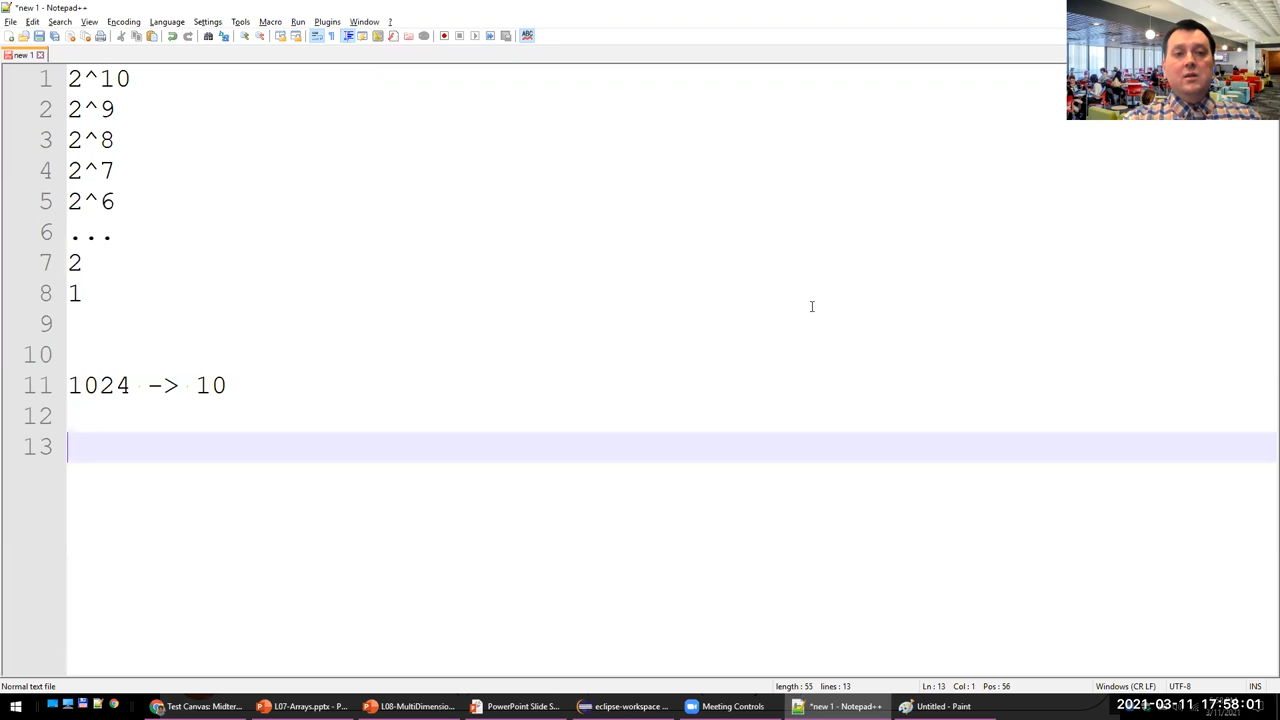 *new 1 - Notepad++
File Edit Search View Encoding Language Settings Tools Macro Run Plugins Window ?
new 1
1 2^10
2 2^9
3 2^8
4 2^7
5 2^6
6 ...
7 2
8 1
9
10
11 1024 -> 10
12
13
Normal text file length : 55 lines : 13 Ln : 13 Col : 1 Pos : 56 Windows (CR LF) UTF-8 INS
Test Canvas: Midter... L07-Arrays.pptx - P... L08-MultiDimensio... PowerPoint Slide S... eclipse-workspace ... Meeting Controls *new 1 - Notepad++ Untitled - Paint 2021-03-11 17:58:01